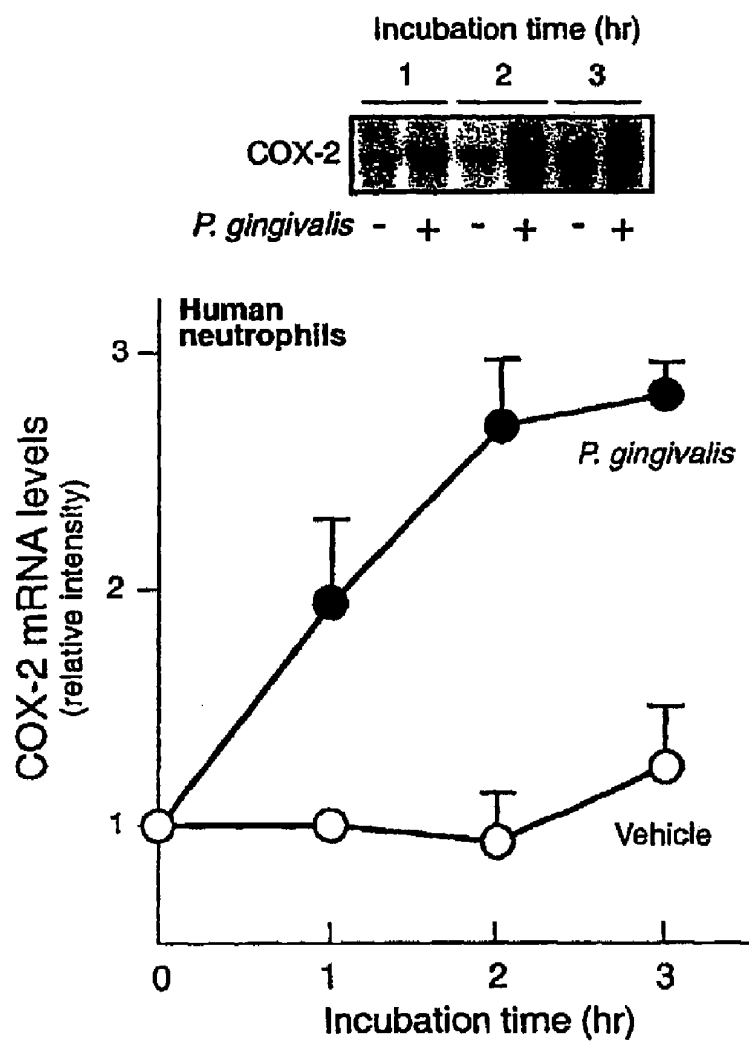 Incubation time (hr)
1 2 3
COX-2
P. gingivalis - + - + - +
Human
neutrophils
3
2
1
COX-2 mRNA levels
(relative intensity)
P. gingivalis
Vehicle
0 1 2 3
Incubation time (hr)